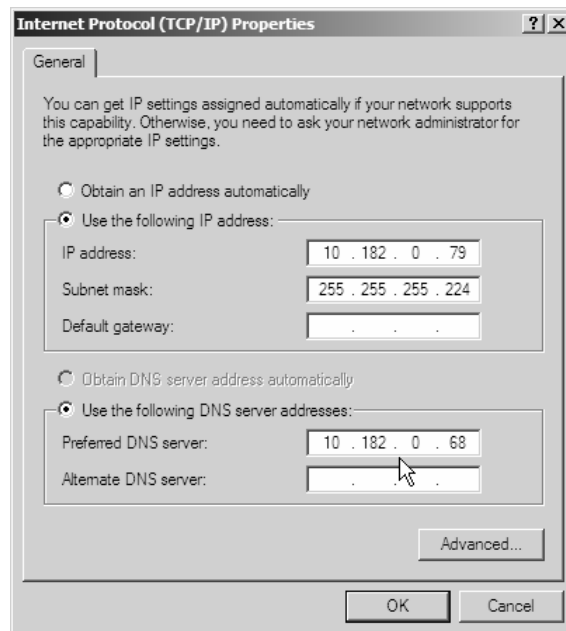 Internet Protocol (TCP/IP) Properties
General
You can get IP settings assigned automatically if your network supports
this capability. Otherwise, you need to ask your network administrator for
the appropriate IP settings.
Obtain an IP address automatically
Use the following IP address:
IP address: 10 . 182 . 0 . 79
Subnet mask: 255 . 255 . 255 . 224
Default gateway: . . .
Obtain DNS server address automatically
Use the following DNS server addresses:
Preferred DNS server: 10 . 182 . 0 . 68
Alternate DNS server: . . .
Advanced...
OK Cancel